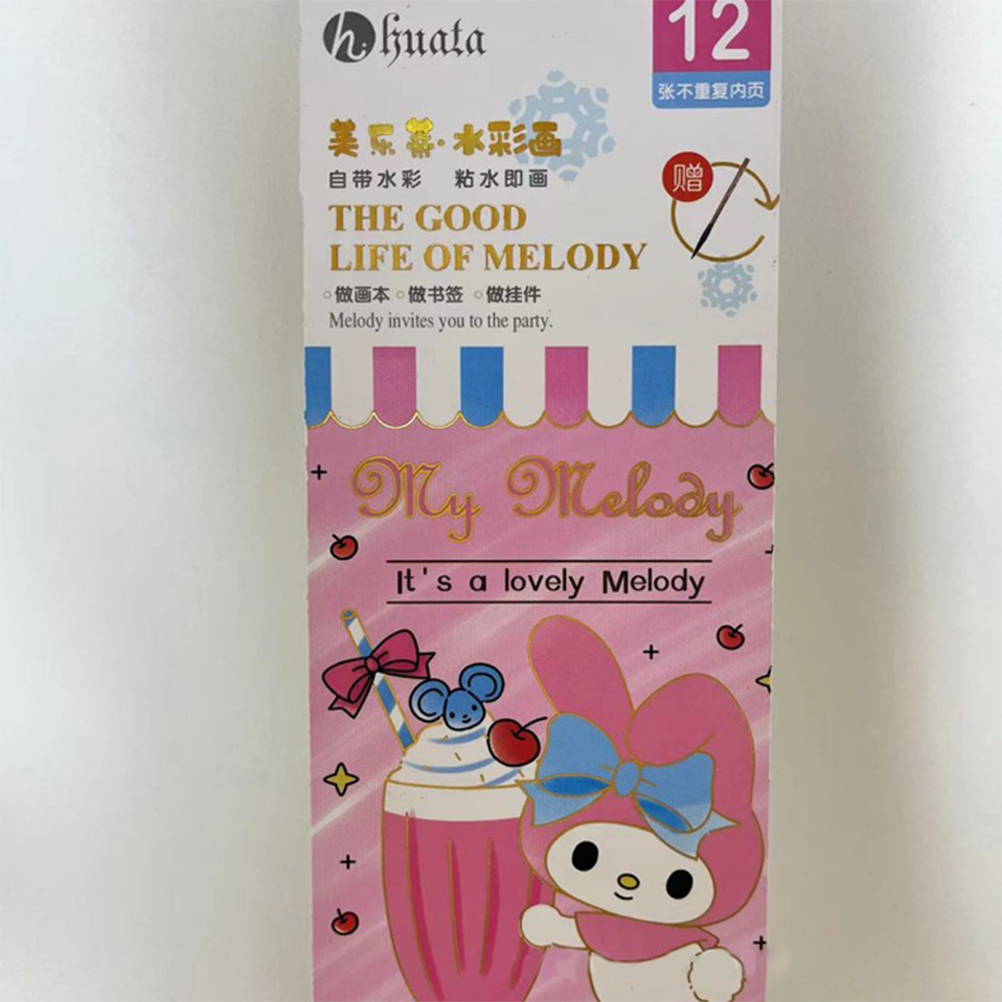 h. huata
12
张不重复内页
美乐蒂·水彩画
自带水彩 粘水即画
赠
THE GOOD
LIFE OF MELODY
做画本 做书签 做挂件
Melody invites you to the party.
My Melody
It's a lovely Melody